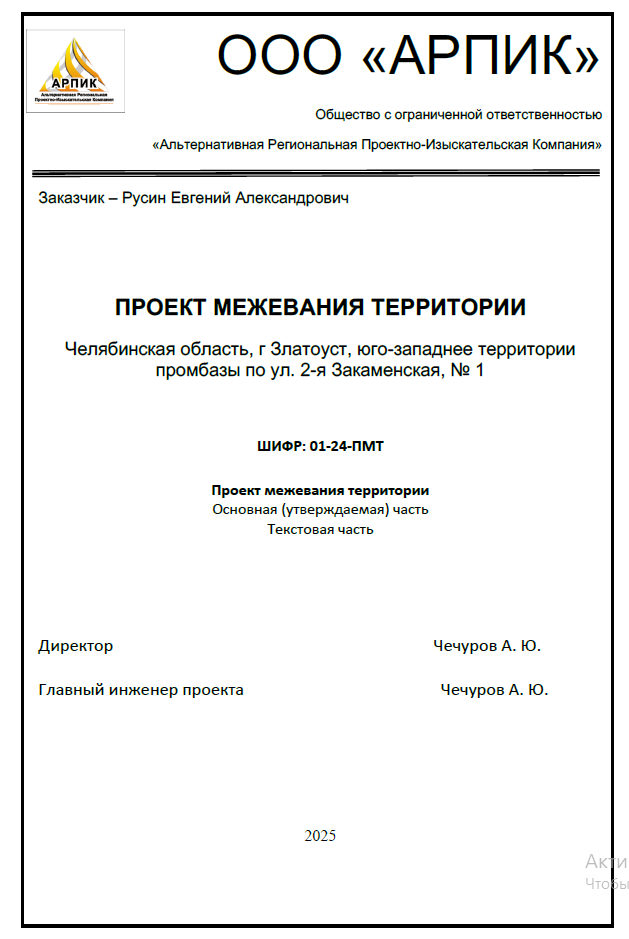 ООО «АРПИК»
АРПИК
Альтернативная Региональная
Проектно-Изыскательская Компания
Общество с ограниченной ответственностью
«Альтернативная Региональная Проектно-Изыскательская Компания»
Заказчик – Русин Евгений Александрович
ПРОЕКТ МЕЖЕВАНИЯ ТЕРРИТОРИИ
Челябинская область, г Златоуст, юго-западнее территории
промбазы по ул. 2-я Закаменская, № 1
ШИФР: 01-24-ПМТ
Проект межевания территории
Основная (утверждаемая) часть
Текстовая часть
Директор Чечуров А. Ю.
Главный инженер проекта Чечуров А. Ю.
2025
Акти
Чтобы